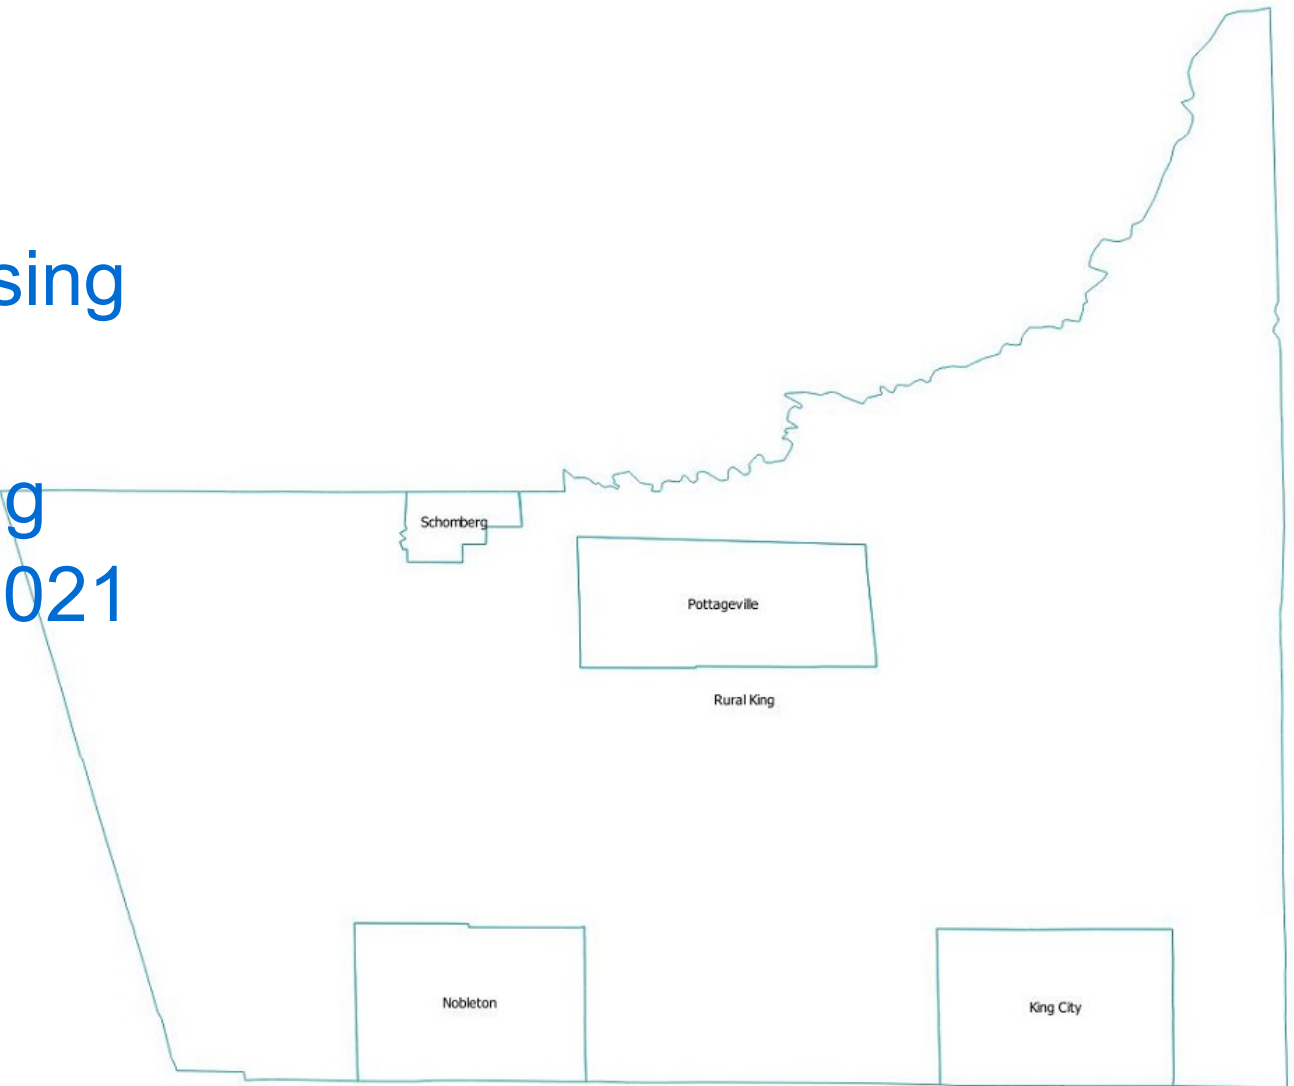 sing
g
021
Schomberg
Pottageville
Rural King
Nobleton
King City